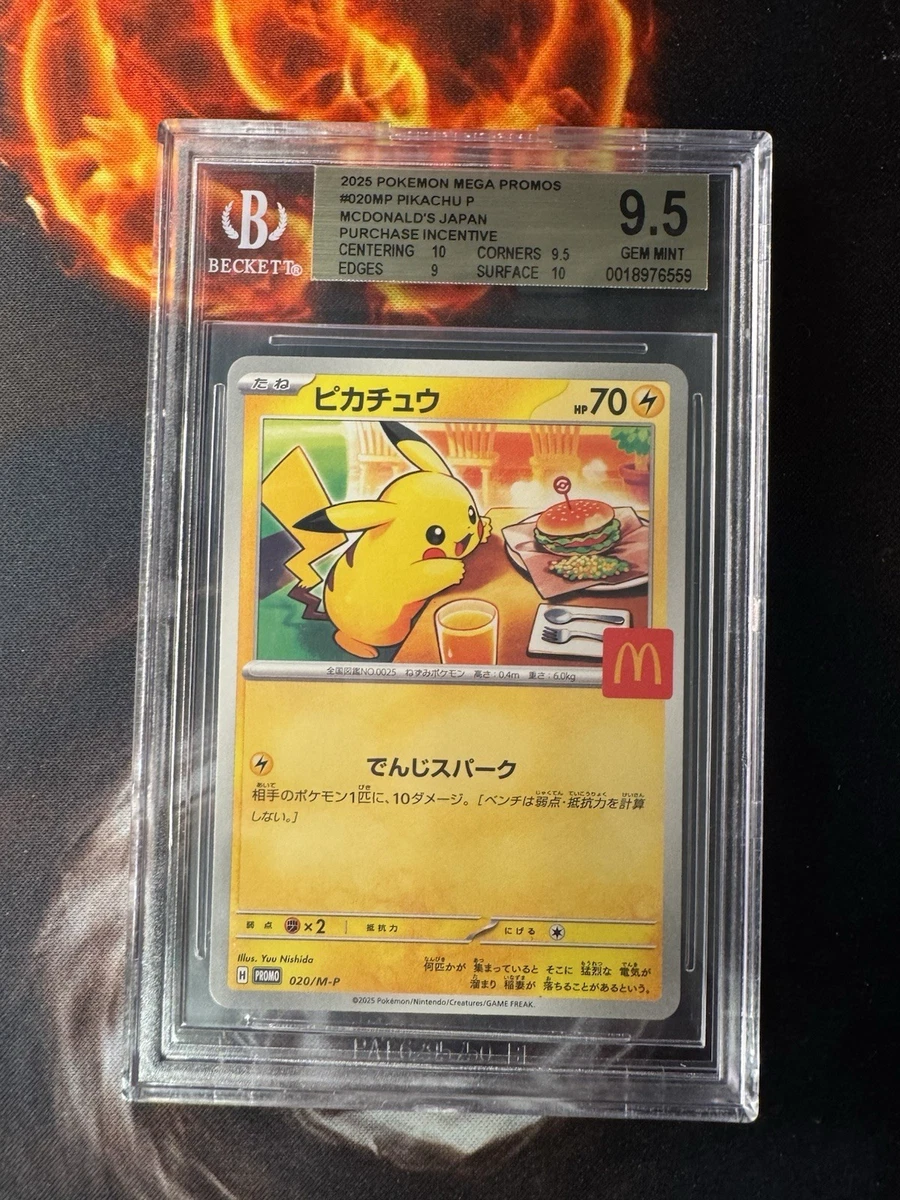 2025 POKEMON MEGA PROMOS
#020MP PIKACHU P
MCDONALD'S JAPAN
PURCHASE INCENTIVE
CENTERING 10 CORNERS 9.5
EDGES 9 SURFACE 10
9.5
GEM MINT
0018976559
B
BECKETT®
たね
ピカチュウ
HP70
M
全国図鑑NO.0025 ねずみポケモン 高さ:0.4m 重さ:6.0kg
でんじスパーク
相手のポケモン1匹に、10ダメージ。[ベンチは弱点・抵抗力を計算
しない。]
弱点 ×2 抵抗力 にげる
Illus. Yuu Nishida
H PROMO 020/M-P
何匹かが 集まっていると そこに 猛烈な 電気が
溜まり 稲妻が 落ちることがあるという。
©2025 Pokémon/Nintendo/Creatures/GAME FREAK.